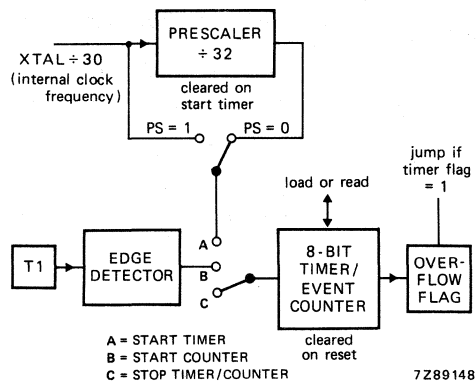 XTAL ÷ 30
(internal clock
frequency)
PRESCALER
÷ 32
cleared on
start timer
PS = 1
PS = 0
jump if
timer flag
= 1
load or read
T1
EDGE
DETECTOR
A
B
C
8-BIT
TIMER/
EVENT
COUNTER
OVER-
FLOW
FLAG
cleared
on reset
A = START TIMER
B = START COUNTER
C = STOP TIMER/COUNTER
7Z89148